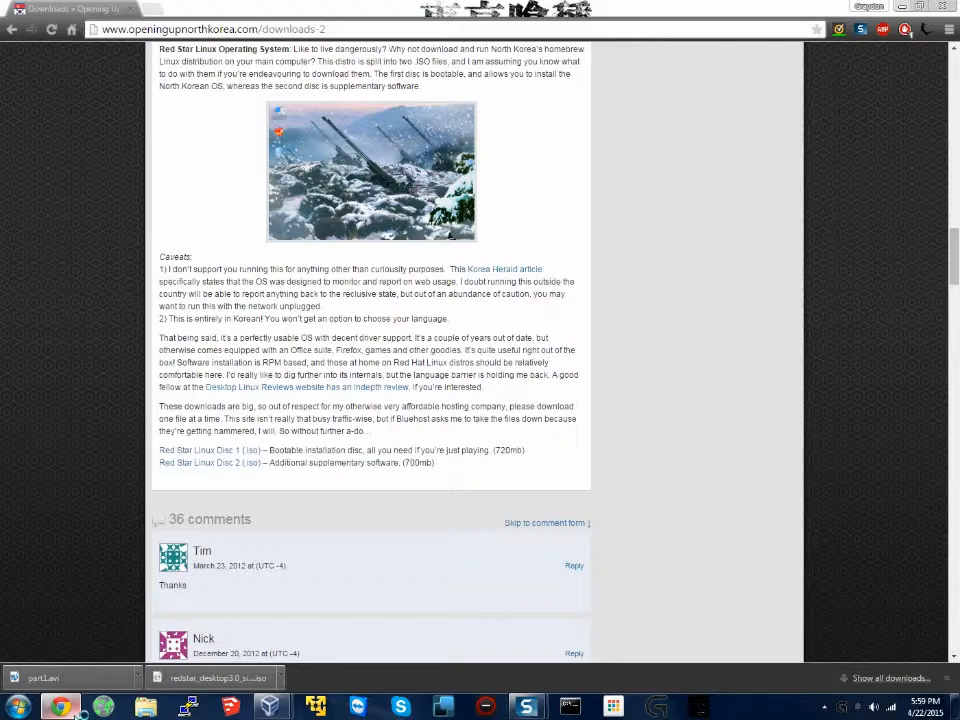 Downloads • Opening Up
Graydon
www.openingupnorthkorea.com/downloads-2
Red Star Linux Operating System: Like to live dangerously? Why not download and run North Korea's homebrew
Linux distribution on your main computer? This distro is split into two .ISO files, and I am assuming you know what
to do with them if you're endeavouring to download them. The first disc is bootable, and allows you to install the
North Korean OS, whereas the second disc is supplementary software.
Caveats:
1) I don't support you running this for anything other than curiousity purposes. This Korea Herald article
specifically states that the OS was designed to monitor and report on web usage. I doubt running this outside the
country will be able to report anything back to the reclusive state, but out of an abundance of caution, you may
want to run this with the network unplugged.
2) This is entirely in Korean! You won't get an option to choose your language.
That being said, it's a perfectly usable OS with decent driver support. It's a couple of years out of date, but
otherwise comes equipped with an Office suite, Firefox, games and other goodies. It's quite useful right out of the
box! Software installation is RPM based, and those at home on Red Hat Linux distros should be relatively
comfortable here. I'd really like to dig further into its internals, but the language barrier is holding me back. A good
fellow at the Desktop Linux Reviews website has an indepth review, if you're interested.
These downloads are big, so out of respect for my otherwise very affordable hosting company, please download
one file at a time. This site isn't really that busy traffic-wise, but if Bluehost asks me to take the files down because
they're getting hammered, I will. So without further a-do...
Red Star Linux Disc 1 (.iso) – Bootable installation disc, all you need if you're just playing. (720mb)
Red Star Linux Disc 2 (.iso) – Additional supplementary software. (700mb)
36 comments
Skip to comment form ↓
Tim
March 23, 2012 at (UTC -4)
Reply
Thanks
Nick
December 20, 2012 at (UTC -4)
Reply
part1.avi
redstar_desktop3.0_si....iso
Show all downloads...
5:59 PM
4/22/2015